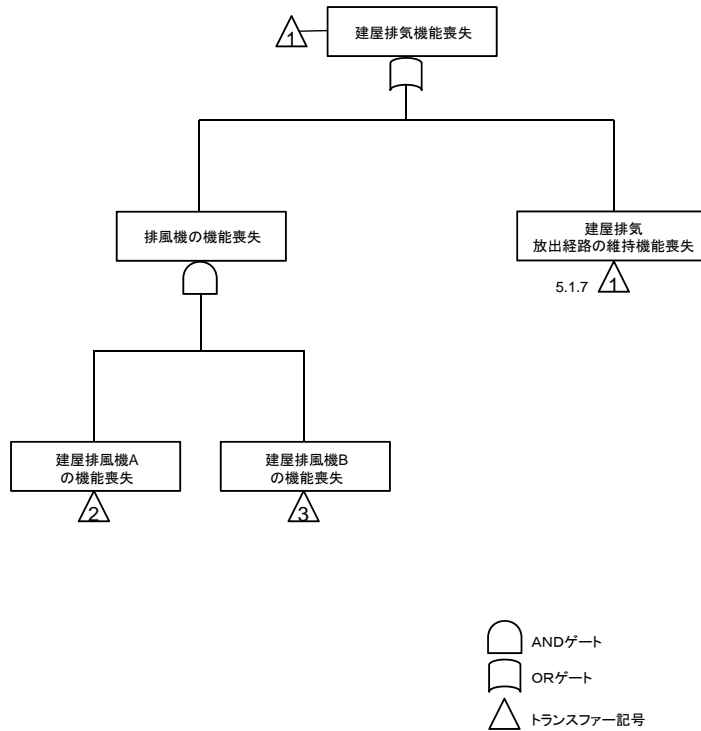 1
建屋排気機能喪失
排風機の機能喪失
建屋排気
放出経路の維持機能喪失
5.1.7
1
建屋排風機A
の機能喪失
建屋排風機B
の機能喪失
2
3
ANDゲート
ORゲート
トランスファー記号